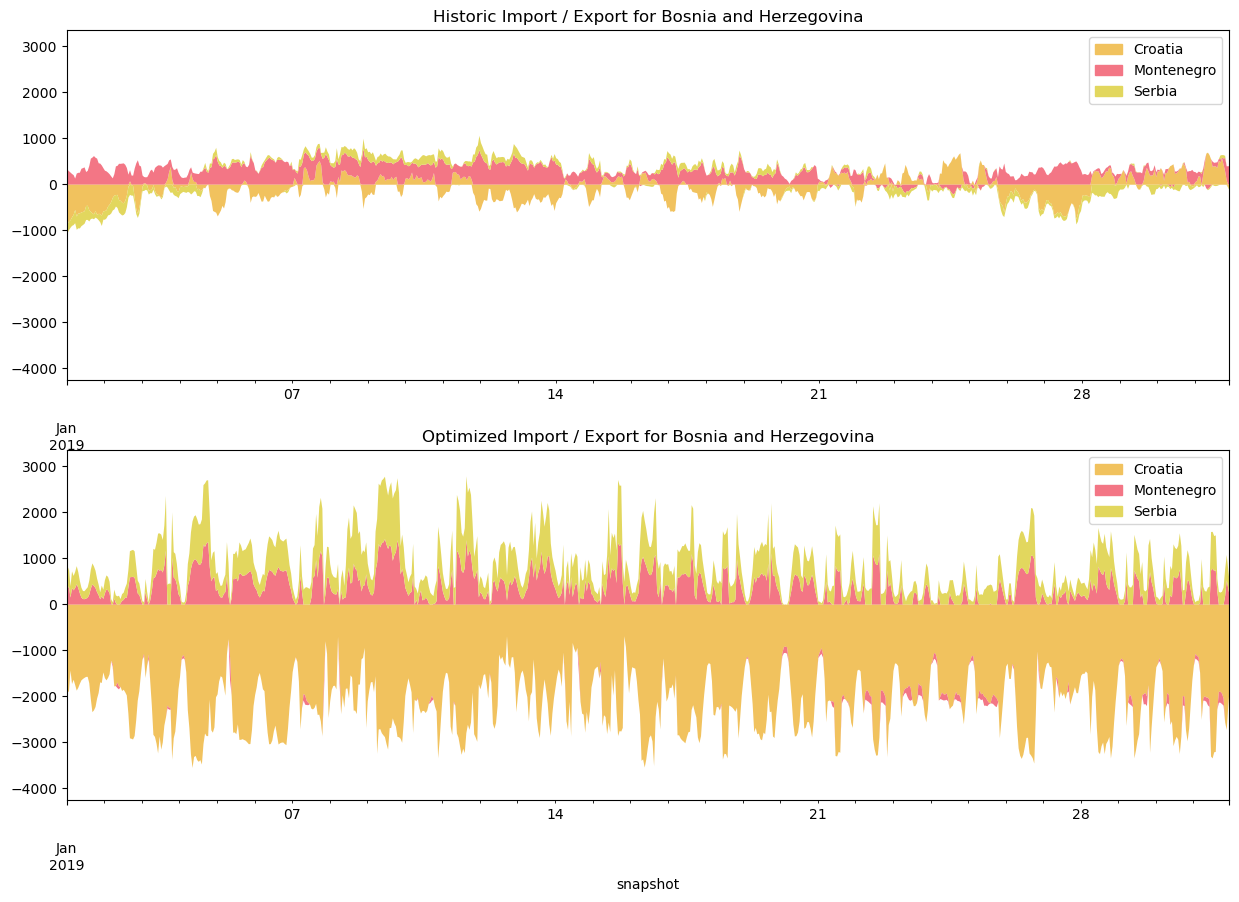 Historic Import / Export for Bosnia and Herzegovina
3000
2000
1000
0
−1000
−2000
−3000
−4000
Croatia
Montenegro
Serbia
07
14
21
28
Jan
2019
Optimized Import / Export for Bosnia and Herzegovina
3000
2000
1000
0
−1000
−2000
−3000
−4000
Croatia
Montenegro
Serbia
07
14
21
28
Jan
2019
snapshot